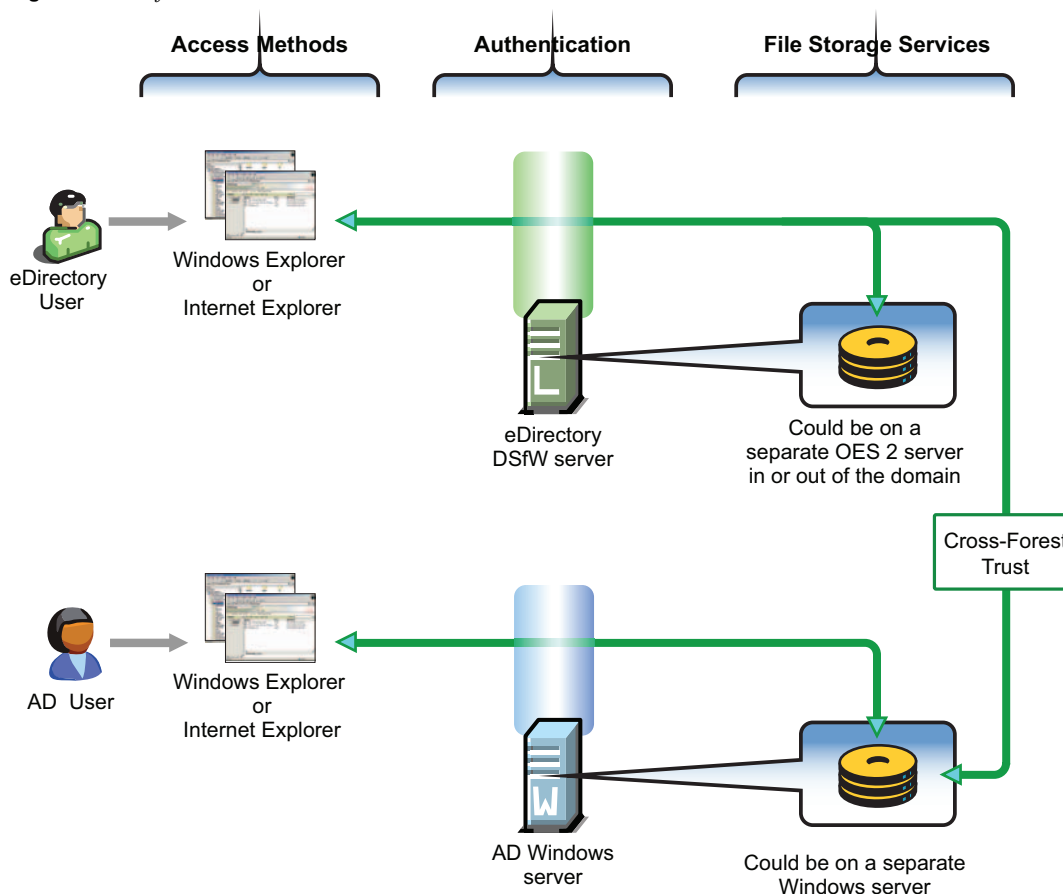 Access Methods
Authentication
File Storage Services
eDirectory
User
Windows Explorer
or
Internet Explorer
L
eDirectory
DSfW server
Could be on a
separate OES 2 server
in or out of the domain
Cross-Forest
Trust
AD User
Windows Explorer
or
Internet Explorer
W
AD Windows
server
Could be on a separate
Windows server